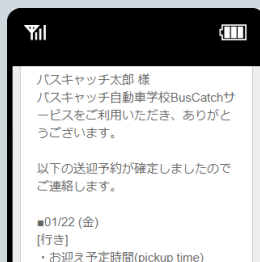 バスキャッチ太郎 様
バスキャッチ自動車学校BusCatchサ
ービスをご利用いただき、ありがと
うございます。
以下の送迎予約が確定しましたので
ご連絡します。
■01/22 (金)
[行き]
・お迎え予定時間(pickup time)